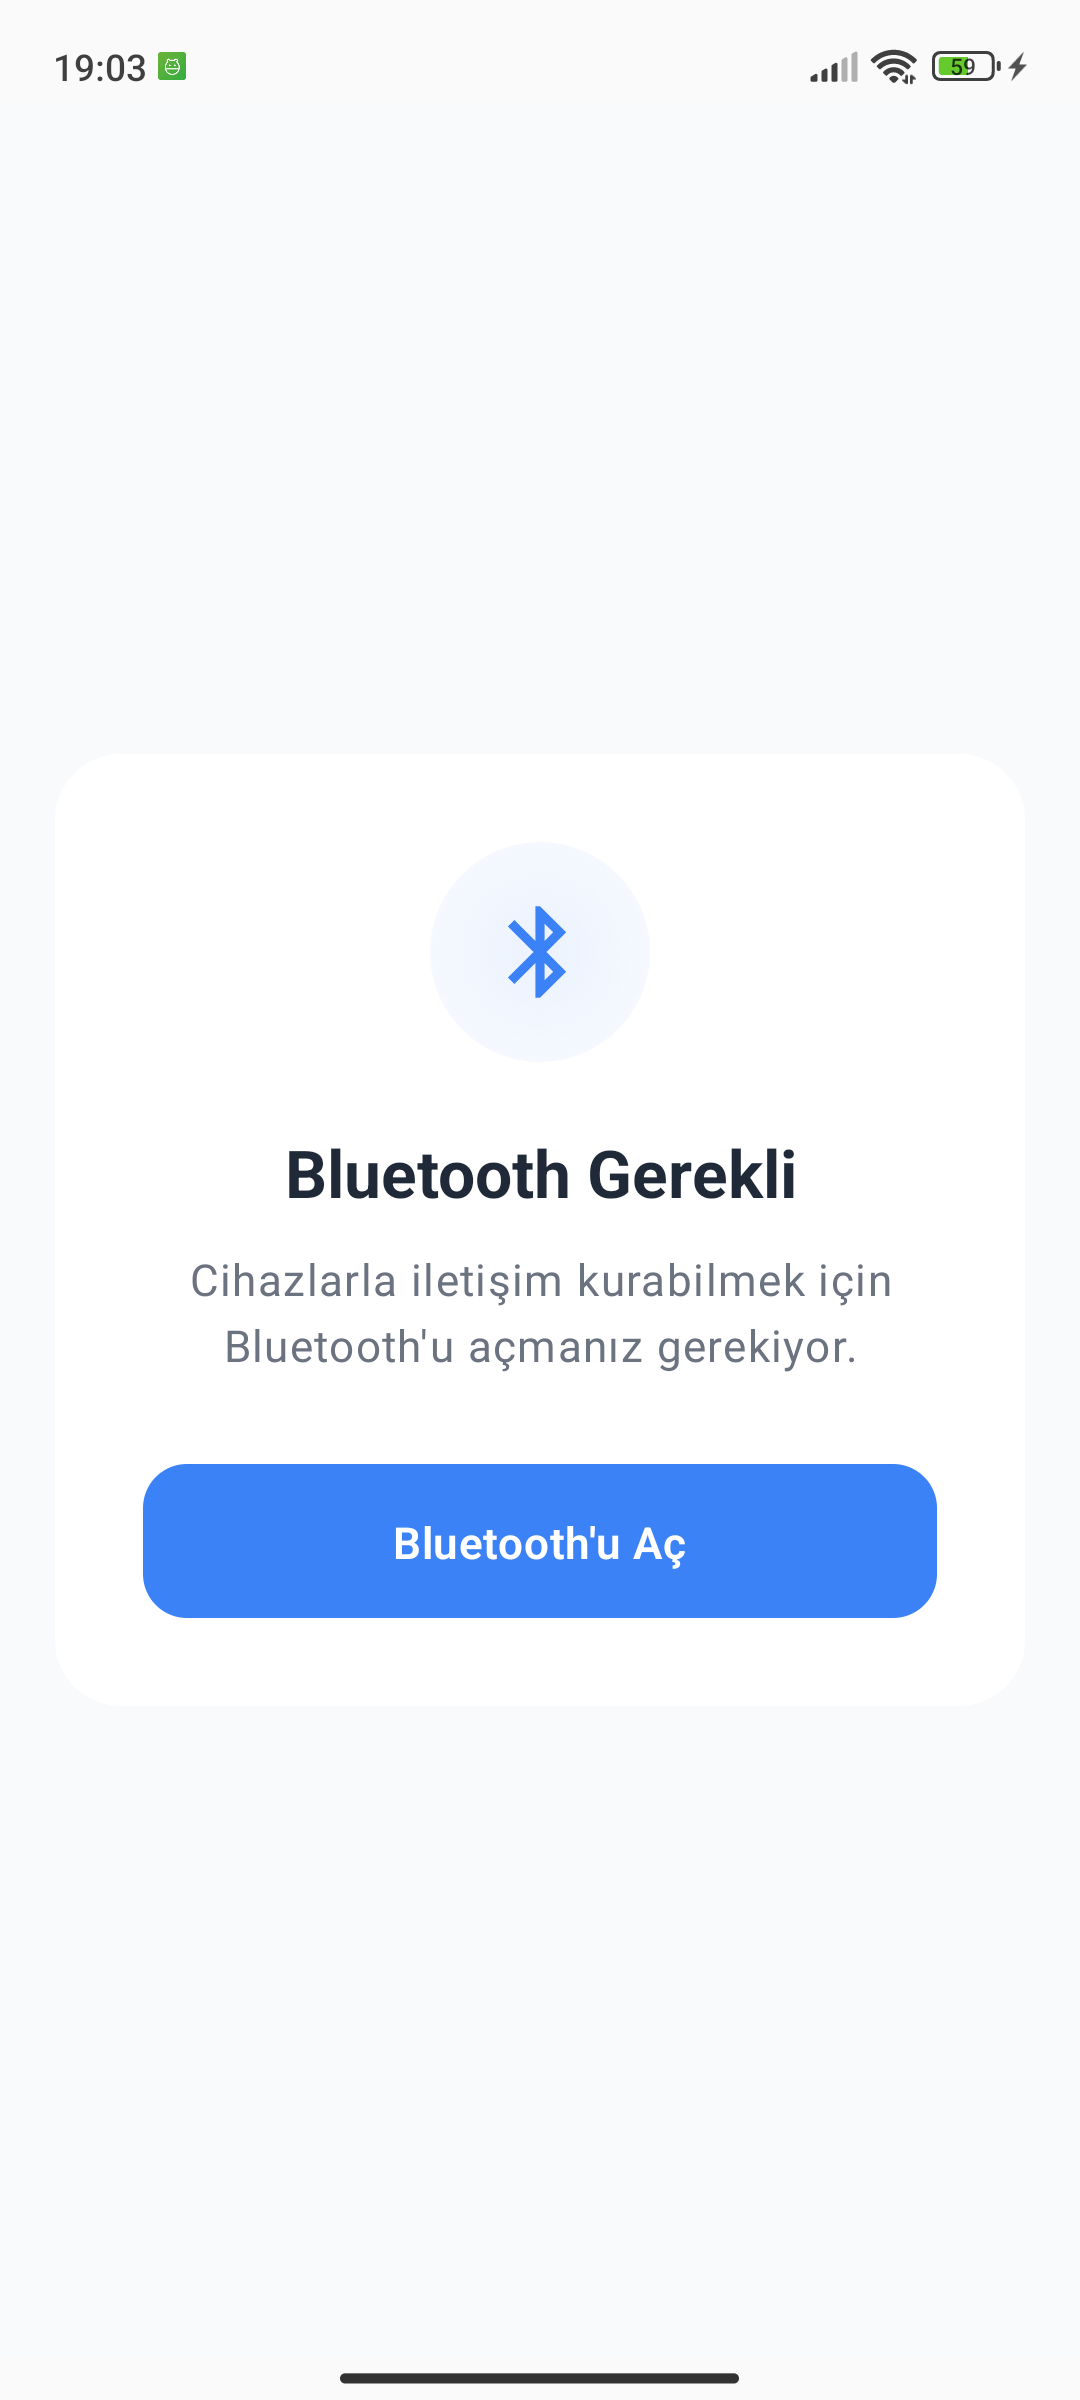 19:03
59
Bluetooth Gerekli
Cihazlarla iletişim kurabilmek için
Bluetooth'u açmanız gerekiyor.
Bluetooth'u Aç